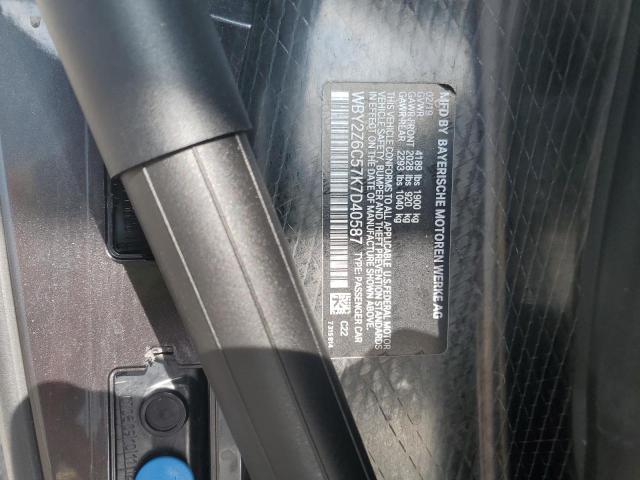 MFD BY BAYERISCHE MOTOREN WERKE AG
02/19
GVWR 4189 lbs 1900 kg
GAWR-FRONT 2028 lbs 920 kg
GAWR-REAR 2293 lbs 1040 kg
THIS VEHICLE CONFORMS TO ALL APPLICABLE U.S.FEDERAL MOTOR
VEHICLE SAFETY, BUMPER, AND THEFT PREVENTION STANDARDS
IN EFFECT ON THE DATE OF MANUFACTURE SHOWN ABOVE.
WBY2Z6C57K7D40587 TYPE: PASSENGER CAR
C22
7315914